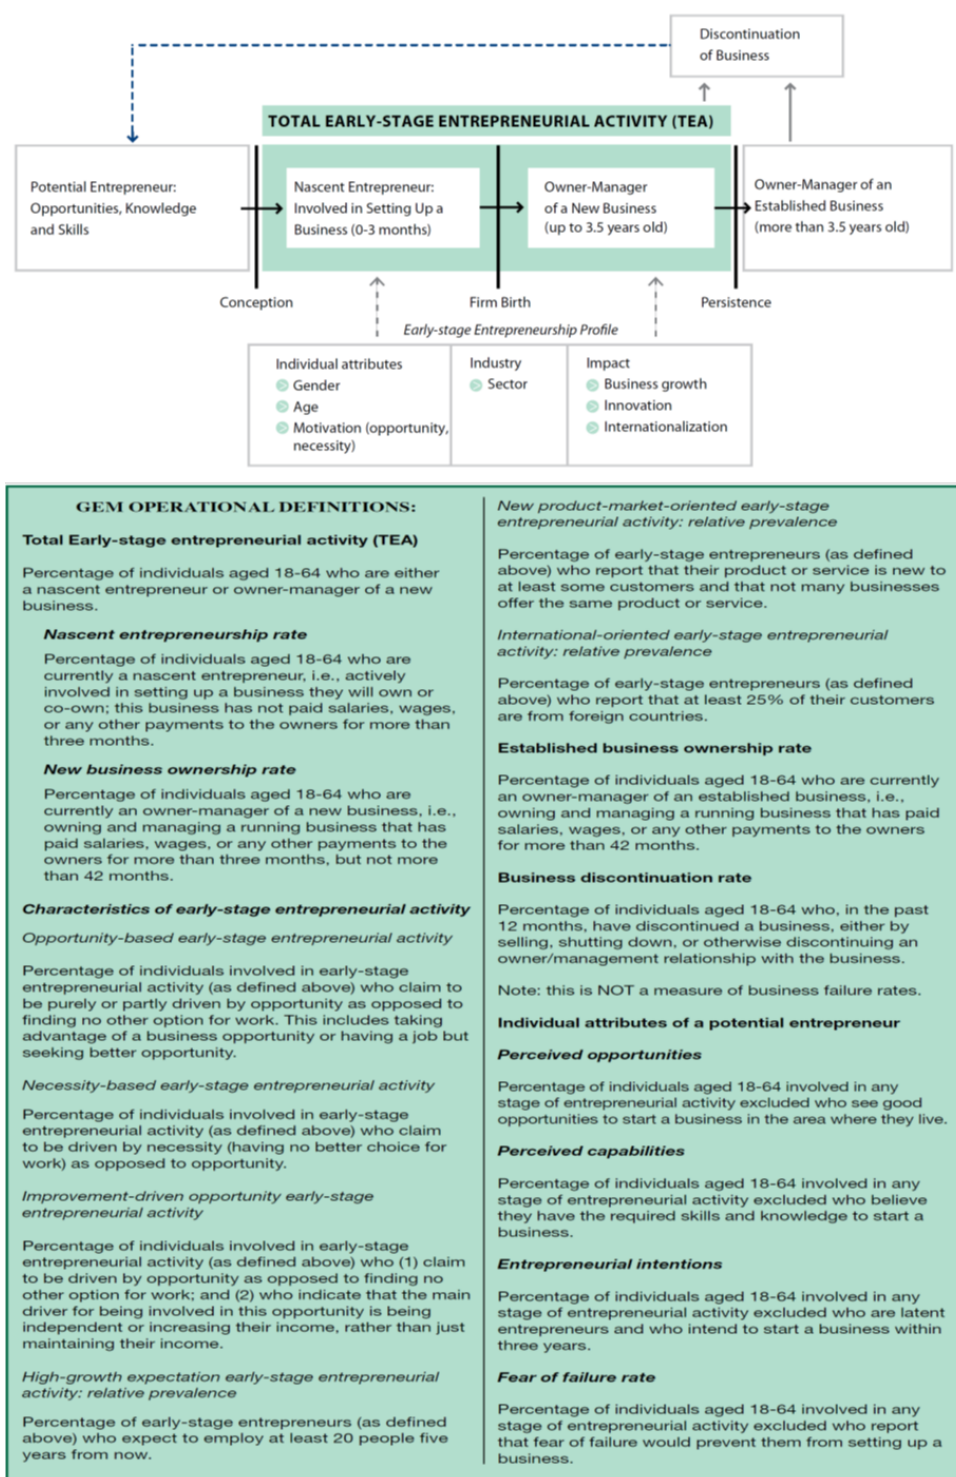 Discontinuation
of Business
TOTAL EARLY-STAGE ENTREPRENEURIAL ACTIVITY (TEA)
Potential Entrepreneur:
Opportunities, Knowledge
and Skills
Nascent Entrepreneur:
Involved in Setting Up a
Business (0-3 months)
Owner-Manager
of a New Business
(up to 3.5 years old)
Owner-Manager of an
Established Business
(more than 3.5 years old)
Conception
Firm Birth
Persistence
Early-stage Entrepreneurship Profile
Individual attributes
Gender
Age
Motivation (opportunity,
necessity)
Industry
Sector
Impact
Business growth
Innovation
Internationalization
GEM OPERATIONAL DEFINITIONS:
Total Early-stage entrepreneurial activity (TEA)
Percentage of individuals aged 18-64 who are either
a nascent entrepreneur or owner-manager of a new
business.
Nascent entrepreneurship rate
Percentage of individuals aged 18-64 who are
currently a nascent entrepreneur, i.e., actively
involved in setting up a business they will own or
co-own; this business has not paid salaries, wages,
or any other payments to the owners for more than
three months.
New business ownership rate
Percentage of individuals aged 18-64 who are
currently an owner-manager of a new business, i.e.,
owning and managing a running business that has
paid salaries, wages, or any other payments to the
owners for more than three months, but not more
than 42 months.
Characteristics of early-stage entrepreneurial activity
Opportunity-based early-stage entrepreneurial activity
Percentage of individuals involved in early-stage
entrepreneurial activity (as defined above) who claim to
be purely or partly driven by opportunity as opposed to
finding no other option for work. This includes taking
advantage of a business opportunity or having a job but
seeking better opportunity.
Necessity-based early-stage entrepreneurial activity
Percentage of individuals involved in early-stage
entrepreneurial activity (as defined above) who claim
to be driven by necessity (having no better choice for
work) as opposed to opportunity.
Improvement-driven opportunity early-stage
entrepreneurial activity
Percentage of individuals involved in early-stage
entrepreneurial activity (as defined above) who (1) claim
to be driven by opportunity as opposed to finding no
other option for work; and (2) who indicate that the main
driver for being involved in this opportunity is being
independent or increasing their income, rather than just
maintaining their income.
High-growth expectation early-stage entrepreneurial
activity: relative prevalence
Percentage of early-stage entrepreneurs (as defined
above) who expect to employ at least 20 people five
years from now.
New product-market-oriented early-stage
entrepreneurial activity: relative prevalence
Percentage of early-stage entrepreneurs (as defined
above) who report that their product or service is new to
at least some customers and that not many businesses
offer the same product or service.
International-oriented early-stage entrepreneurial
activity: relative prevalence
Percentage of early-stage entrepreneurs (as defined
above) who report that at least 25% of their customers
are from foreign countries.
Established business ownership rate
Percentage of individuals aged 18-64 who are currently
an owner-manager of an established business, i.e.,
owning and managing a running business that has paid
salaries, wages, or any other payments to the owners
for more than 42 months.
Business discontinuation rate
Percentage of individuals aged 18-64 who, in the past
12 months, have discontinued a business, either by
selling, shutting down, or otherwise discontinuing an
owner/management relationship with the business.
Note: this is NOT a measure of business failure rates.
Individual attributes of a potential entrepreneur
Perceived opportunities
Percentage of individuals aged 18-64 involved in any
stage of entrepreneurial activity excluded who see good
opportunities to start a business in the area where they live.
Perceived capabilities
Percentage of individuals aged 18-64 involved in any
stage of entrepreneurial activity excluded who believe
they have the required skills and knowledge to start a
business.
Entrepreneurial intentions
Percentage of individuals aged 18-64 involved in any
stage of entrepreneurial activity excluded who are latent
entrepreneurs and who intend to start a business within
three years.
Fear of failure rate
Percentage of individuals aged 18-64 involved in any
stage of entrepreneurial activity excluded who report
that fear of failure would prevent them from setting up a
business.